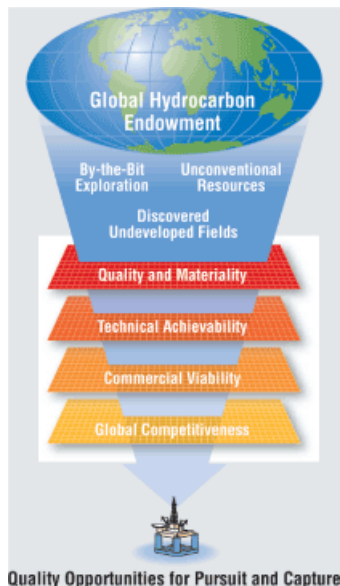 Global Hydrocarbon
Endowment
By-the-Bit
Exploration
Unconventional
Resources
Discovered
Undeveloped Fields
Quality and Materiality
Technical Achievability
Commercial Viability
Global Competitiveness
Quality Opportunities for Pursuit and Capture